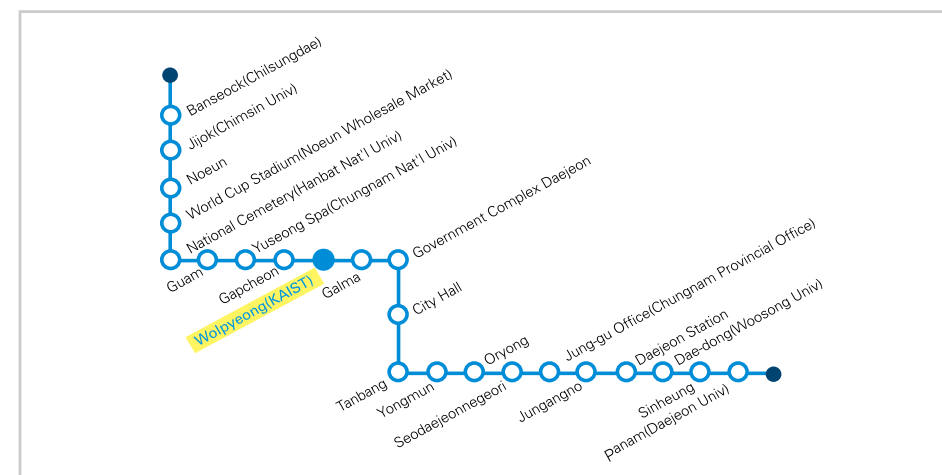 Banseock(Chilsungdae)
Jijok(Chimsin Univ)
Noeun
World Cup Stadium(Noeun Wholesale Market)
National Cemetery(Hanbat Nat'l Univ)
Guam
Yuseong Spa(Chungnam Nat'l Univ)
Gapcheon
Wolpyeong(KAIST)
Galma
Government Complex Daejeon
City Hall
Tanbang
Yongmun
Oryong
Seodaejeonnegeori
Jung-gu Office(Chungnam Provincial Office)
Jungangno
Daejeon Station
Dae-dong(Woosong Univ)
Sinheung
Panam(Daejeon Univ)